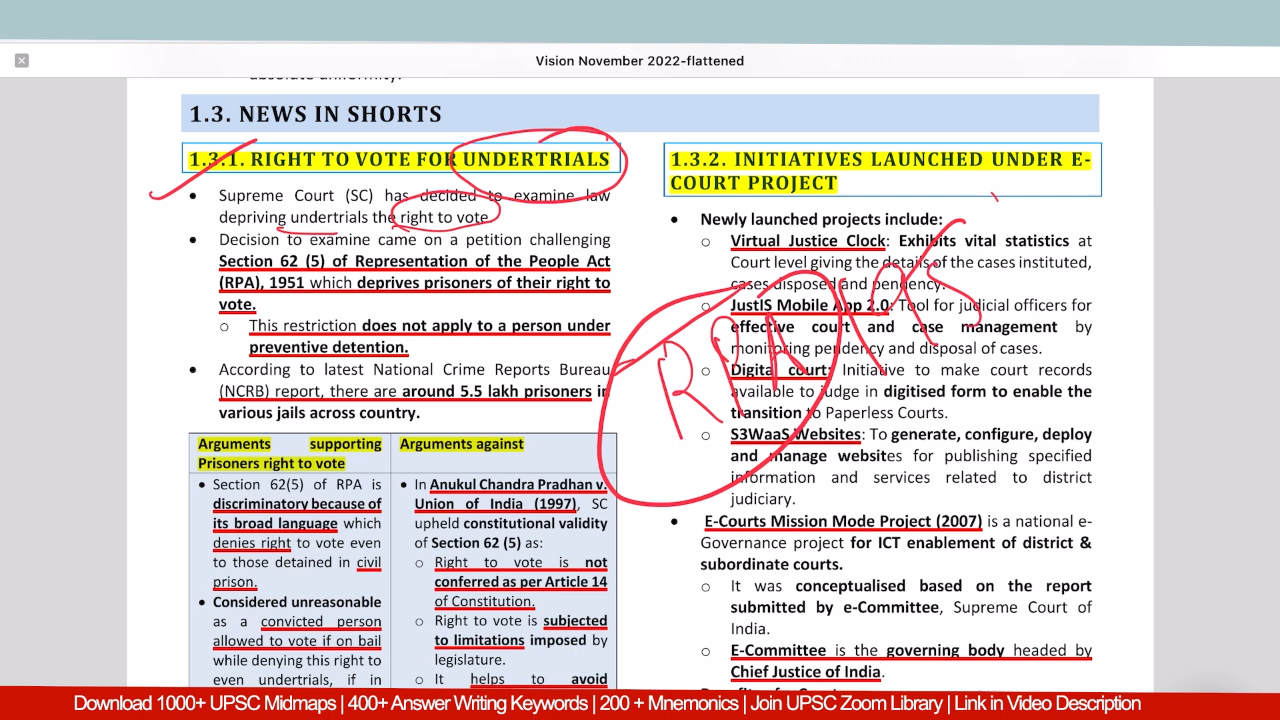 Vision November 2022-flattened
absolute uniformity.
1.3. NEWS IN SHORTS
1.3.1. RIGHT TO VOTE FOR UNDERTRIALS
• Supreme Court (SC) has decided to examine law
depriving undertrials the right to vote.
• Decision to examine came on a petition challenging
Section 62 (5) of Representation of the People Act
(RPA), 1951 which deprives prisoners of their right to
vote.
o This restriction does not apply to a person under
preventive detention.
• According to latest National Crime Reports Bureau
(NCRB) report, there are around 5.5 lakh prisoners in
various jails across country.
Arguments supporting
Prisoners right to vote
• Section 62(5) of RPA is
discriminatory because of
its broad language which
denies right to vote even
to those detained in civil
prison.
• Considered unreasonable
as a convicted person
allowed to vote if on bail
while denying this right to
even undertrials, if in
Arguments against
• In Anukul Chandra Pradhan v.
Union of India (1997), SC
upheld constitutional validity
of Section 62 (5) as:
o Right to vote is not
conferred as per Article 14
of Constitution.
o Right to vote is subjected
to limitations imposed by
legislature.
o It helps to avoid
1.3.2. INITIATIVES LAUNCHED UNDER E-
COURT PROJECT
• Newly launched projects include:
o Virtual Justice Clock: Exhibits vital statistics at
Court level giving the details of the cases instituted,
cases disposed and pendency.
o JustIS Mobile App 2.0: Tool for judicial officers for
effective court and case management by
monitoring pendency and disposal of cases.
o Digital court: Initiative to make court records
available to judge in digitised form to enable the
transition to Paperless Courts.
o S3WaaS Websites: To generate, configure, deploy
and manage websites for publishing specified
information and services related to district
judiciary.
• E-Courts Mission Mode Project (2007) is a national e-
Governance project for ICT enablement of district &
subordinate courts.
o It was conceptualised based on the report
submitted by e-Committee, Supreme Court of
India.
o E-Committee is the governing body headed by
Chief Justice of India.
RPA
Download 1000+ UPSC Midmaps | 400+ Answer Writing Keywords | 200 + Mnemonics | Join UPSC Zoom Library | Link in Video Description